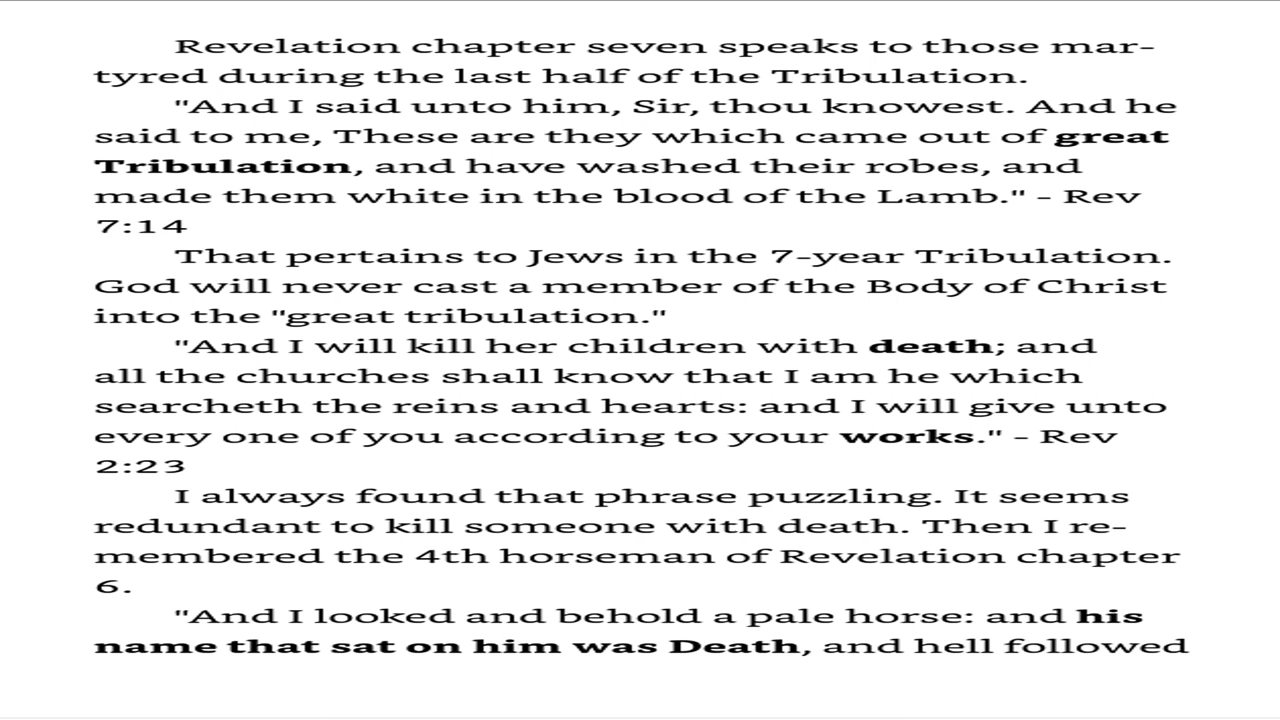 Revelation chapter seven speaks to those mar-
tyred during the last half of the Tribulation.
"And I said unto him, Sir, thou knowest. And he
said to me, These are they which came out of great
Tribulation, and have washed their robes, and
made them white in the blood of the Lamb." - Rev
7:14
That pertains to Jews in the 7-year Tribulation.
God will never cast a member of the Body of Christ
into the "great tribulation."
"And I will kill her children with death; and
all the churches shall know that I am he which
searcheth the reins and hearts: and I will give unto
every one of you according to your works." - Rev
2:23
I always found that phrase puzzling. It seems
redundant to kill someone with death. Then I re-
membered the 4th horseman of Revelation chapter
6.
"And I looked and behold a pale horse: and his
name that sat on him was Death, and hell followed